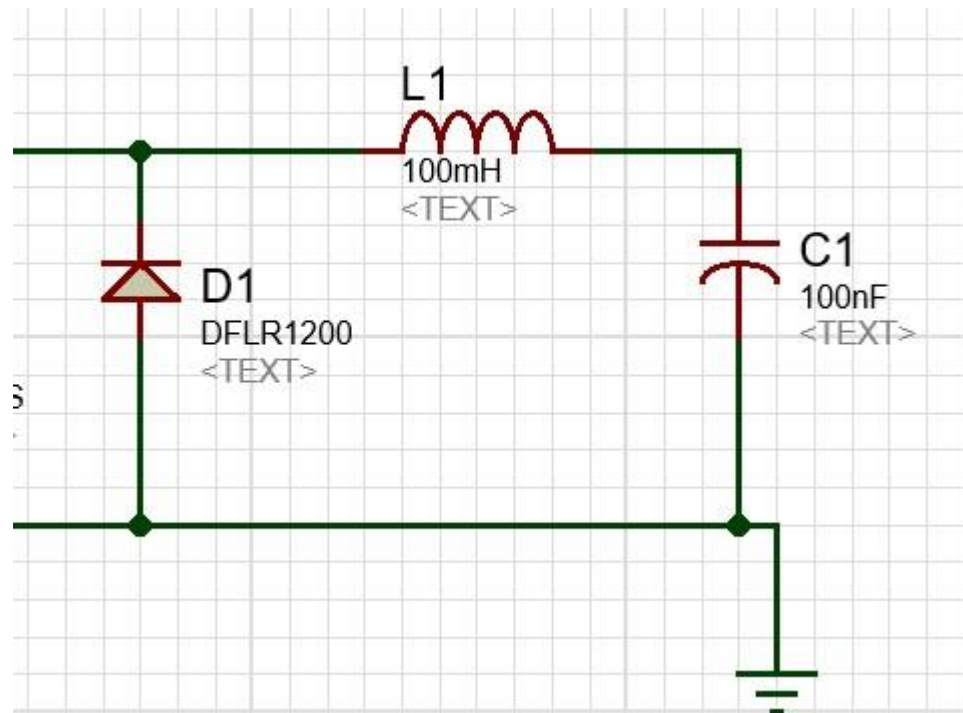 L1
100mH
<TEXT>
D1
DFLR1200
<TEXT>
C1
100nF
<TEXT>
S